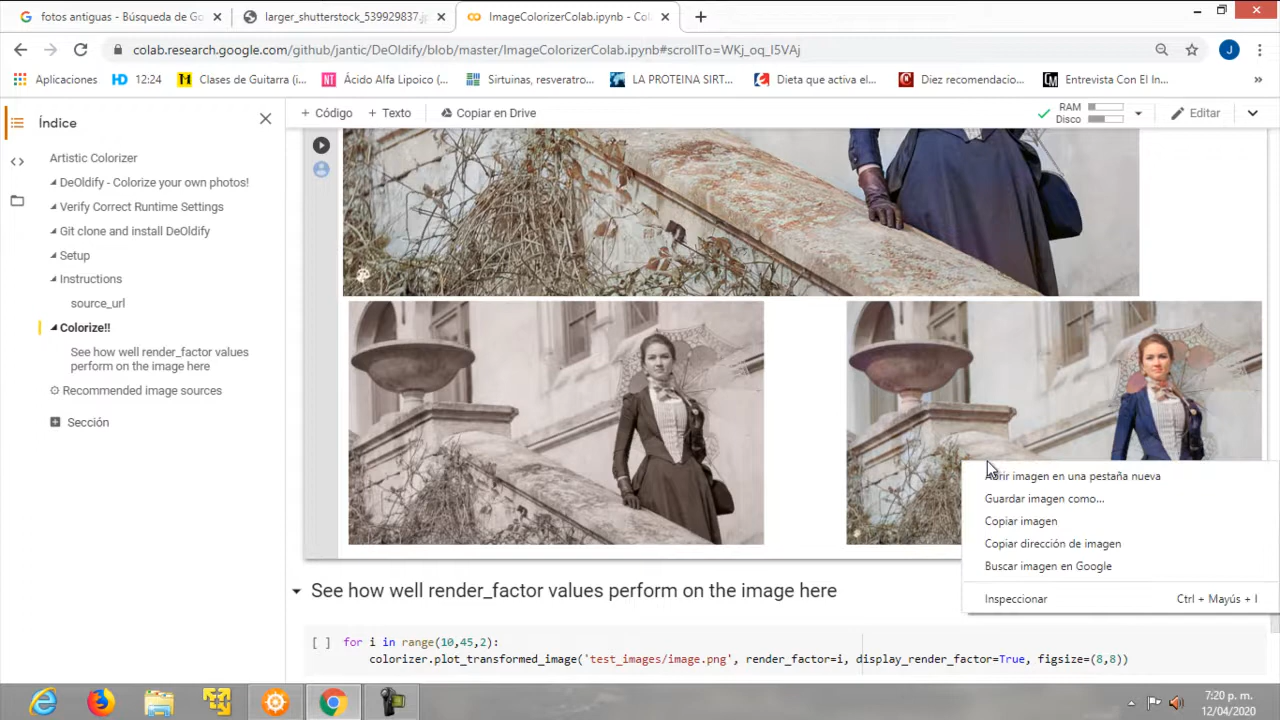 fotos antiguas - Búsqueda de Go
larger_shutterstock_539929837.j
ImageColorizerColab.ipynb - Col
colab.research.google.com/github/jantic/DeOldify/blob/master/ImageColorizerColab.ipynb#scrollTo=WKj_oq_I5VAj
J
Aplicaciones
HD 12:24
Clases de Guitarra (i...
NT Ácido Alfa Lipoico (...
Sirtuinas, resveratro...
LA PROTEINA SIRT...
Dieta que activa el...
Diez recomendacio...
Entrevista Con El In...
»
Índice
+ Código
+ Texto
Copiar en Drive
RAM
Disco
Editar
Artistic Colorizer
DeOldify - Colorize your own photos!
Verify Correct Runtime Settings
Git clone and install DeOldify
Setup
Instructions
source_url
Colorize!!
See how well render_factor values
perform on the image here
Recommended image sources
Sección
Abrir imagen en una pestaña nueva
Guardar imagen como...
Copiar imagen
Copiar dirección de imagen
Buscar imagen en Google
Inspeccionar Ctrl + Mayús + I
See how well render_factor values perform on the image here
[ ] for i in range(10,45,2):
colorizer.plot_transformed_image('test_images/image.png', render_factor=i, display_render_factor=True, figsize=(8,8))
7:20 p. m.
12/04/2020